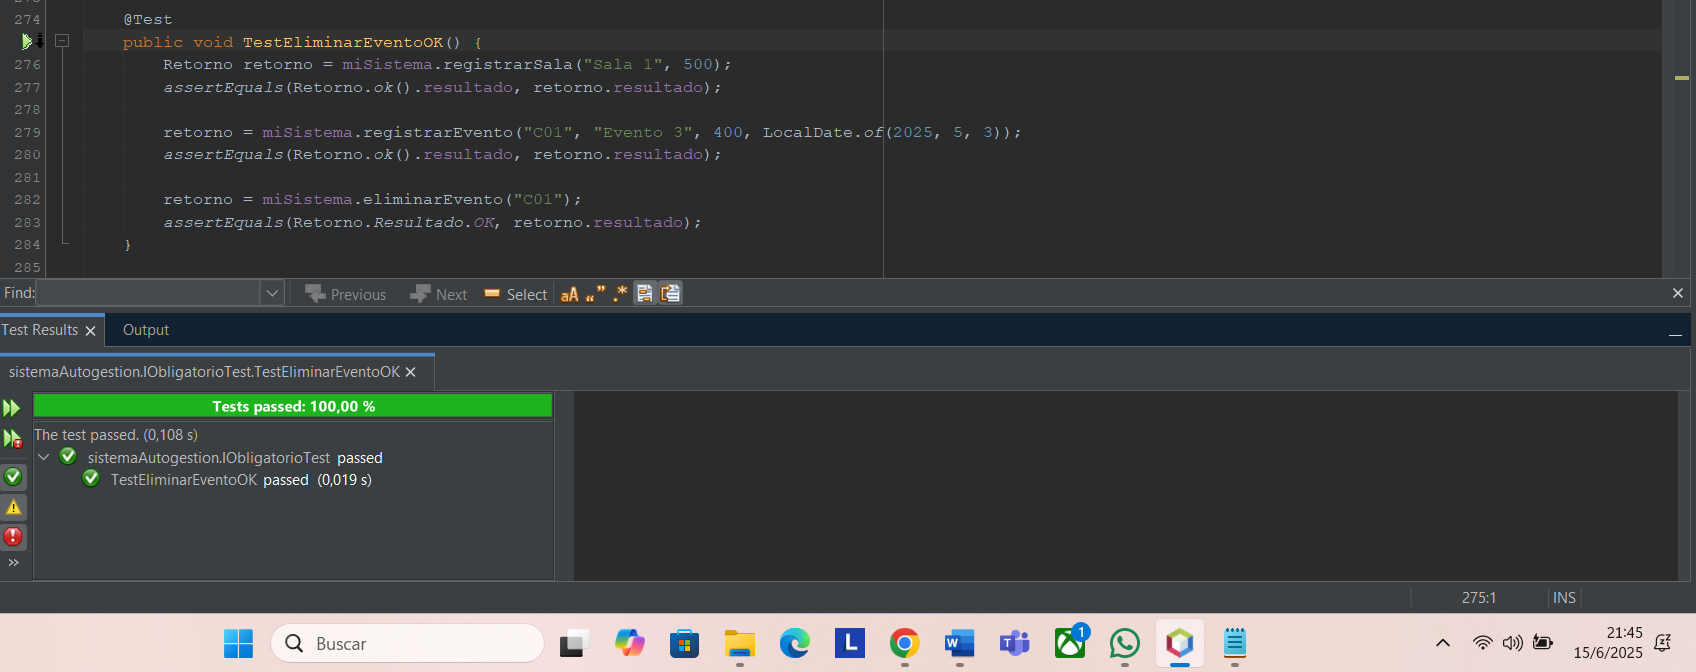 274 @Test
public void TestEliminarEventoOK() {
276 Retorno retorno = miSistema.registrarSala("Sala 1", 500);
277 assertEquals(Retorno.ok().resultado, retorno.resultado);
278
279 retorno = miSistema.registrarEvento("C01", "Evento 3", 400, LocalDate.of(2025, 5, 3));
280 assertEquals(Retorno.ok().resultado, retorno.resultado);
281
282 retorno = miSistema.eliminarEvento("C01");
283 assertEquals(Retorno.Resultado.OK, retorno.resultado);
284 }
285
Find: Previous Next Select aA “” .*
Test Results Output
sistemaAutogestion.IObligatorioTest.TestEliminarEventoOK
Tests passed: 100,00 %
The test passed. (0,108 s)
sistemaAutogestion.IObligatorioTest passed
TestEliminarEventoOK passed (0,019 s)
275:1 INS
Buscar
L
W
T
1
21:45
15/6/2025